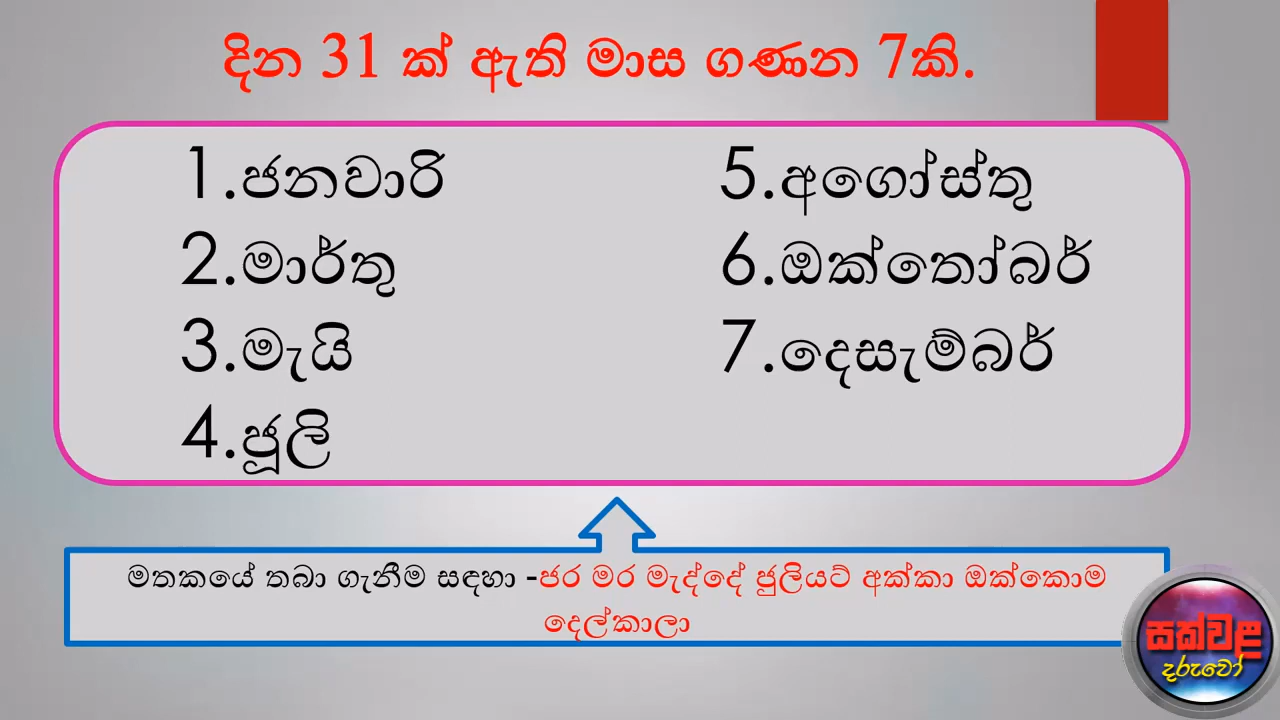 දින 31 ක් ඇති මාස ගණන 7කි.
1.ජනවාරි
2.මාර්තු
3.මැයි
4.ජූලි
5.අගෝස්තු
6.ඔක්තෝබර්
7.දෙසැම්බර්
මතකයේ තබා ගැනීම සඳහා -ජර මර මැද්දේ ජුලියට් අක්කා ඔක්කොම
දෙල්කාලා
සක්වළ
දරුවෝ